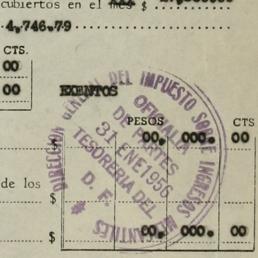 cubiertos en el mes $
4,746.79
CTS.
00
00
EXENTOS
PESOS CTS
00. 000. 00
de los
$
$ 00. 000. 00
DIRECCION GENERAL DEL IMPUESTO SOBRE INGRESOS MERCANTILES
OFICIALIA
DE PARTES
31 ENE 1956
TESORERIA DEL
D. F.